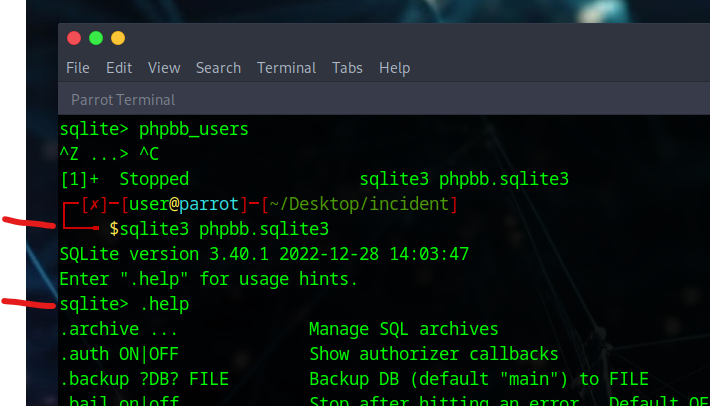 File Edit View Search Terminal Tabs Help
Parrot Terminal
sqlite> phpbb_users
^Z ...> ^C
[1]+  Stopped                 sqlite3 phpbb.sqlite3
┌─[✗]─[user@parrot]─[~/Desktop/incident]
└──╼ $sqlite3 phpbb.sqlite3
SQLite version 3.40.1 2022-12-28 14:03:47
Enter ".help" for usage hints.
sqlite> .help
.archive ...             Manage SQL archives
.auth ON|OFF             Show authorizer callbacks
.backup ?DB? FILE        Backup DB (default "main") to FILE
.bail on|off             Stop after hitting an error.  Default OF